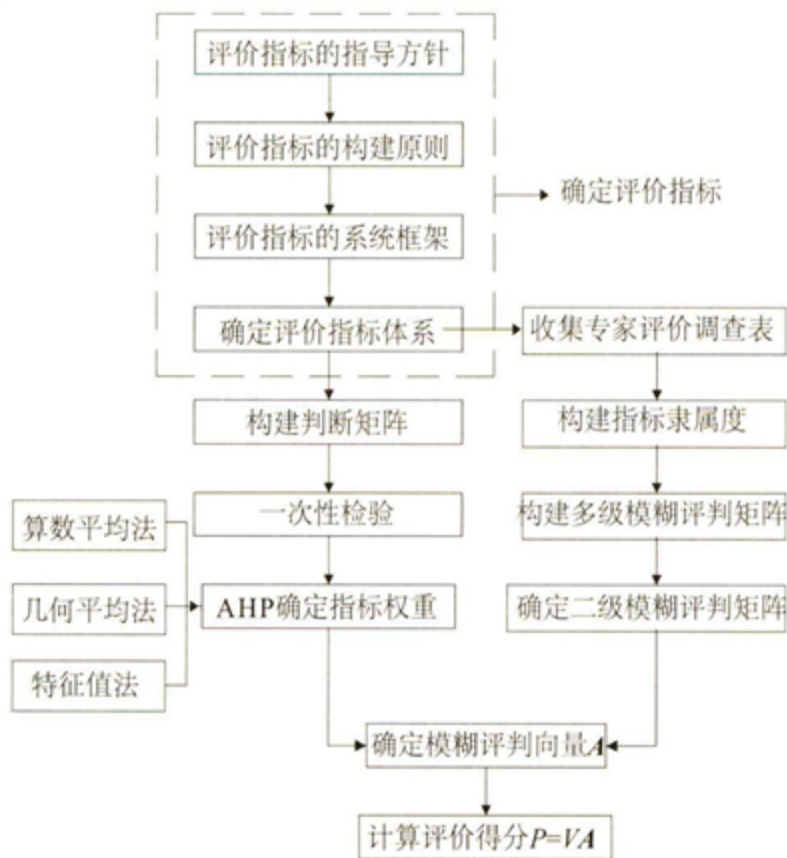 评价指标的指导方针
评价指标的构建原则
确定评价指标
评价指标的系统框架
确定评价指标体系
收集专家评价调查表
构建判断矩阵
构建指标隶属度
一次性检验
构建多级模糊评判矩阵
算数平均法
几何平均法
AHP确定指标权重
确定二级模糊评判矩阵
特征值法
确定模糊评判向量A
计算评价得分P=VA